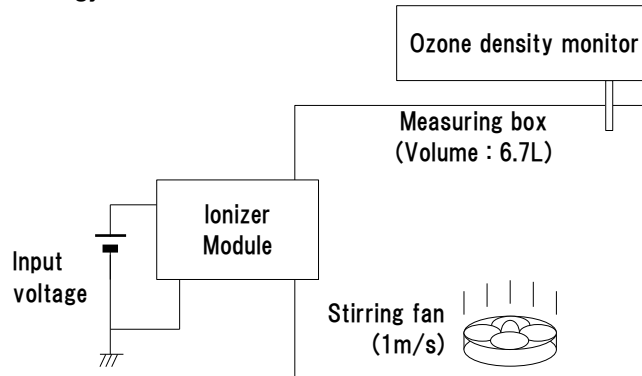 Ozone density monitor
Measuring box
(Volume : 6.7L)
Ionizer
Module
Input
voltage
Stirring fan
(1m/s)